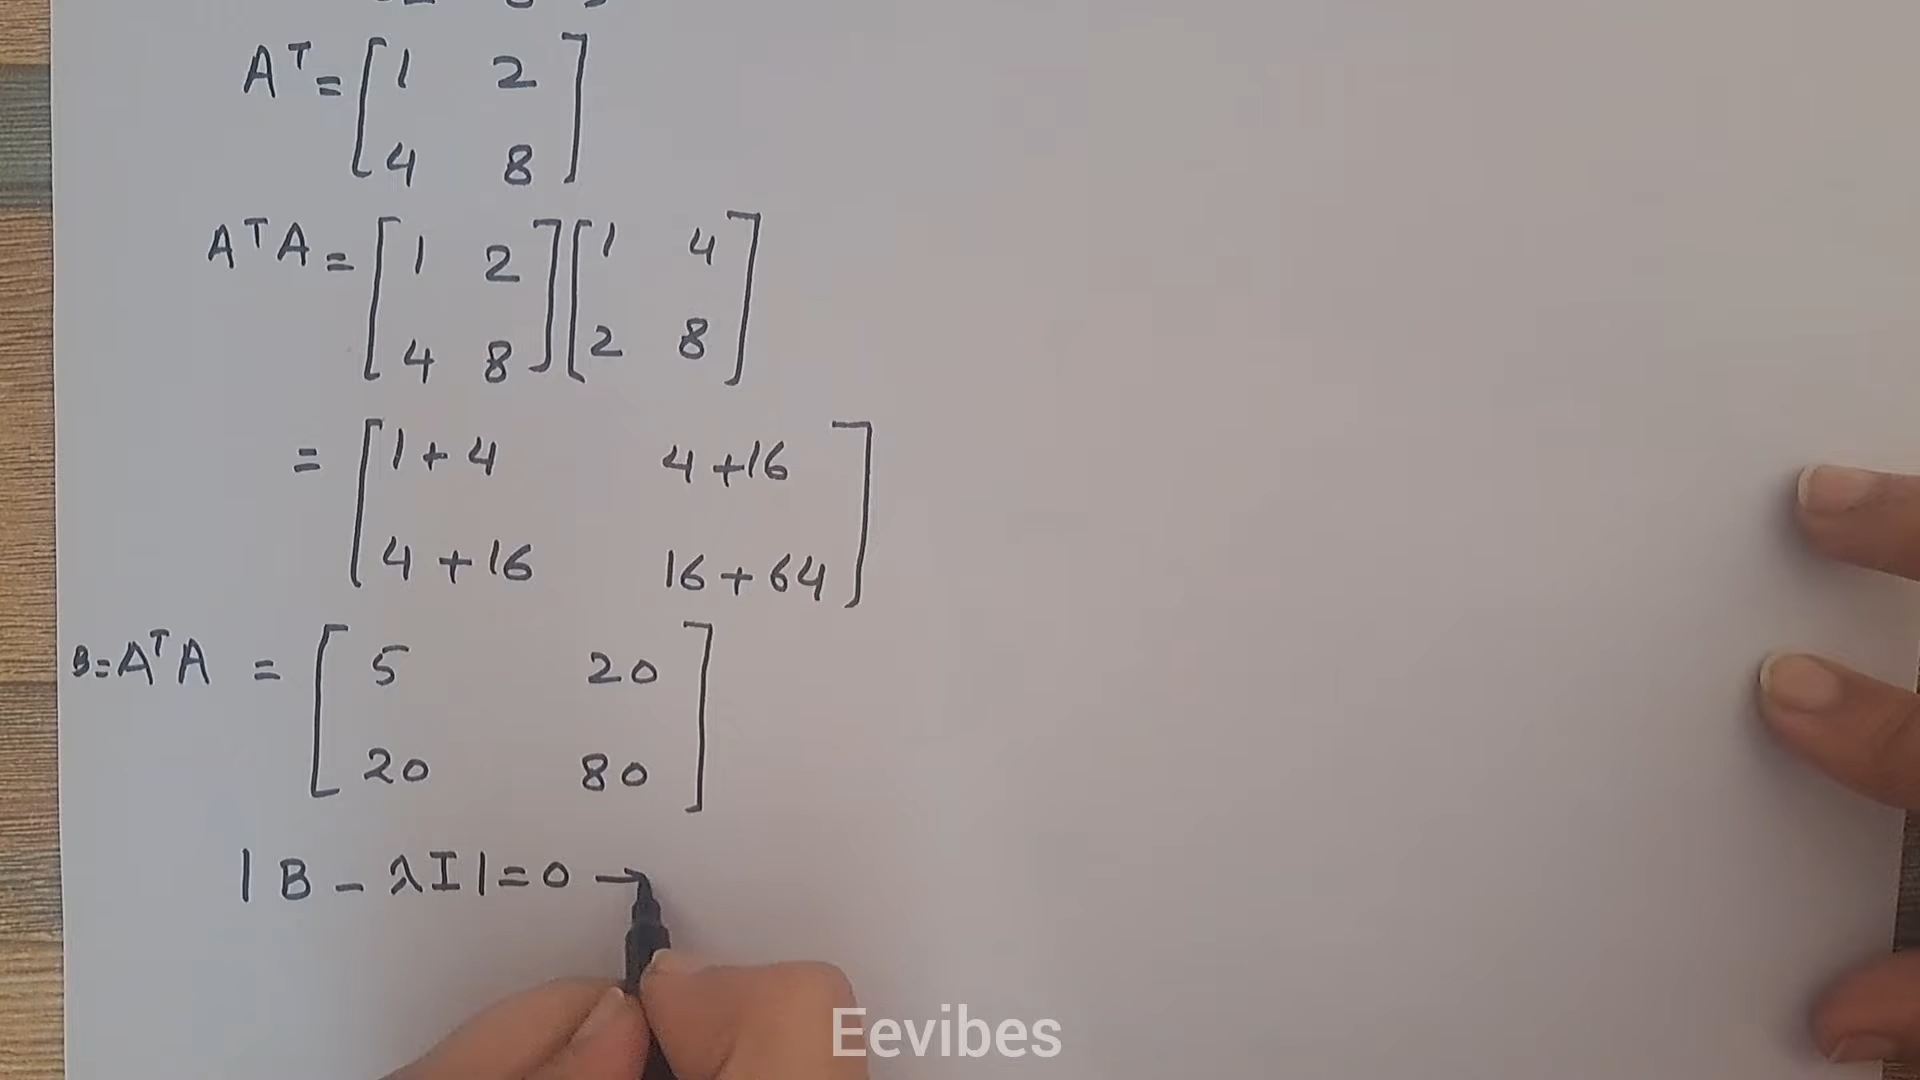 Aᵀ = [1 2
4 8]
AᵀA = [1 2 4 8] [1 4 2 8]
= [1+4 4+16
4+16 16+64]
B=AᵀA = [5 20
20 80]
|B - λI| = 0 →
Eevibes